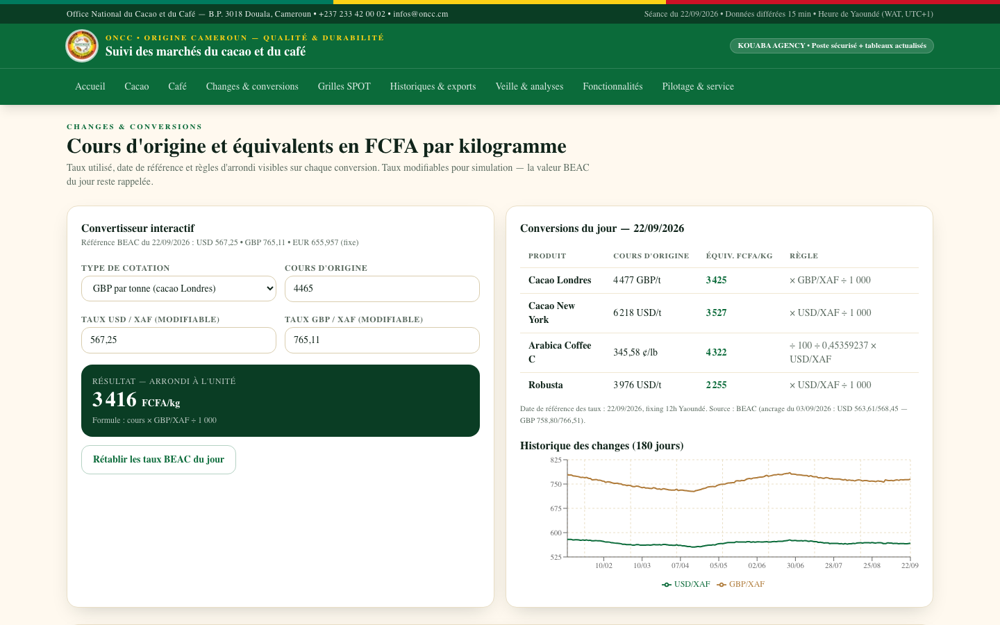 Office National du Cacao et du Café — B.P. 3018 Douala, Cameroun • +237 233 42 00 02 • infos@oncc.cm
Séance du 22/09/2026 • Données différées 15 min • Heure de Yaoundé (WAT, UTC+1)
ONCC • ORIGINE CAMEROUN — QUALITÉ & DURABILITÉ
Suivi des marchés du cacao et du café
KOUABA AGENCY • Poste sécurisé + tableaux actualisés
Accueil Cacao Café Changes & conversions Grilles SPOT Historiques & exports Veille & analyses Fonctionnalités Pilotage & service
CHANGES & CONVERSIONS
Cours d'origine et équivalents en FCFA par kilogramme
Taux utilisé, date de référence et règles d'arrondi visibles sur chaque conversion. Taux modifiables pour simulation — la valeur BEAC
du jour reste rappelée.
Convertisseur interactif
Référence BEAC du 22/09/2026 : USD 567,25 • GBP 765,11 • EUR 655,957 (fixe)
TYPE DE COTATION COURS D'ORIGINE
GBP par tonne (cacao Londres) 4465
TAUX USD / XAF (MODIFIABLE) TAUX GBP / XAF (MODIFIABLE)
567,25 765,11
RÉSULTAT — ARRONDI À L'UNITÉ
3 416 FCFA/kg
Formule : cours × GBP/XAF ÷ 1 000
Rétablir les taux BEAC du jour
Conversions du jour — 22/09/2026
PRODUIT COURS D'ORIGINE ÉQUIV. FCFA/KG RÈGLE
Cacao Londres 4 477 GBP/t 3 425 × GBP/XAF ÷ 1 000
Cacao New
York 6 218 USD/t 3 527 × USD/XAF ÷ 1 000
Arabica Coffee
C 345,58 ¢/lb 4 322 ÷ 100 ÷ 0,45359237 ×
USD/XAF
Robusta 3 976 USD/t 2 255 × USD/XAF ÷ 1 000
Date de référence des taux : 22/09/2026, fixing 12h Yaoundé. Source : BEAC (ancrage du 03/09/2026 : USD 563,61/568,45 —
GBP 758,80/766,51).
Historique des changes (180 jours)
825
750
675
600
525
10/02 10/03 07/04 05/05 02/06 30/06 28/07 25/08 22/09
USD/XAF GBP/XAF